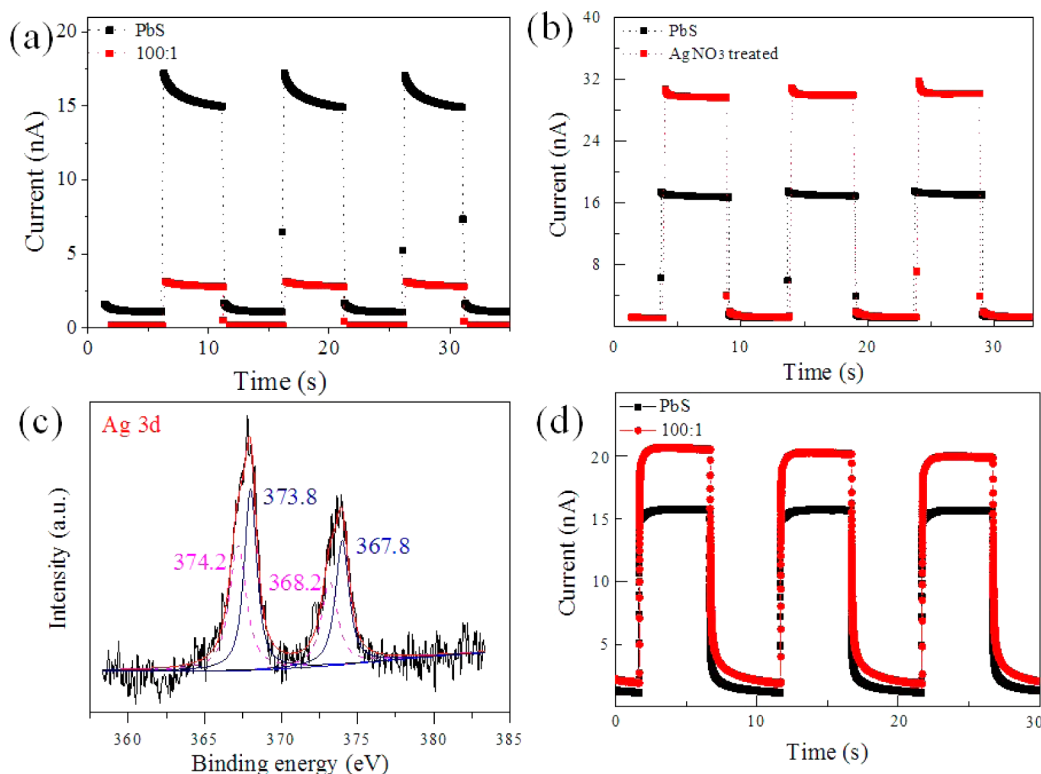 (a)
PbS
100:1
20
15
10
5
0
Current (nA)
0 10 20 30
Time (s)
(b)
PbS
AgNO3 treated
40
32
24
16
8
Current (nA)
0 10 20 30
Time (s)
(c)
Ag 3d
373.8
374.2
367.8
368.2
Intensity (a.u.)
360 365 370 375 380 385
Binding energy (eV)
(d)
PbS
100:1
20
15
10
5
Current (nA)
0 10 20 30
Time (s)